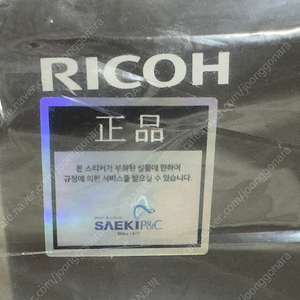 RICOH
正品
본 스티커가 부착된 상품에 한하여
규정에 의한 서비스를 받으실 수 있습니다.
SAEKI P&C